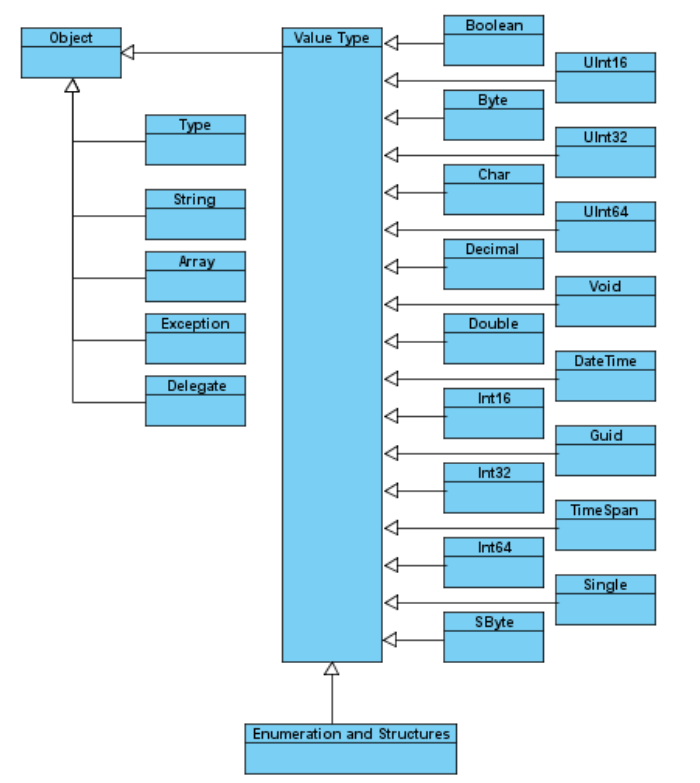 Object
Value Type
Boolean
UInt16
Byte
Type
UInt32
Char
String
UInt64
Decimal
Array
Void
Exception
Double
DateTime
Delegate
Int16
Guid
Int32
TimeSpan
Int64
Single
SByte
Enumeration and Structures